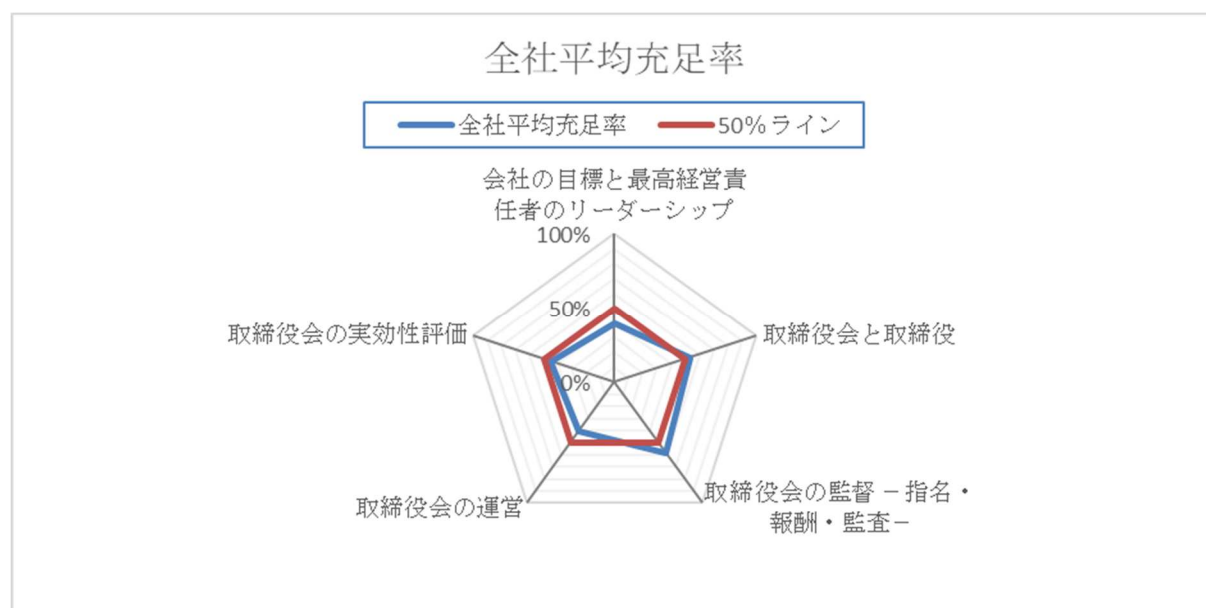 全社平均充足率
全社平均充足率 50%ライン
会社の目標と最高経営責
任者のリーダーシップ
100%
50%
0%
取締役会と取締役
取締役会の監督 −指名・
報酬・監査−
取締役会の運営
取締役会の実効性評価